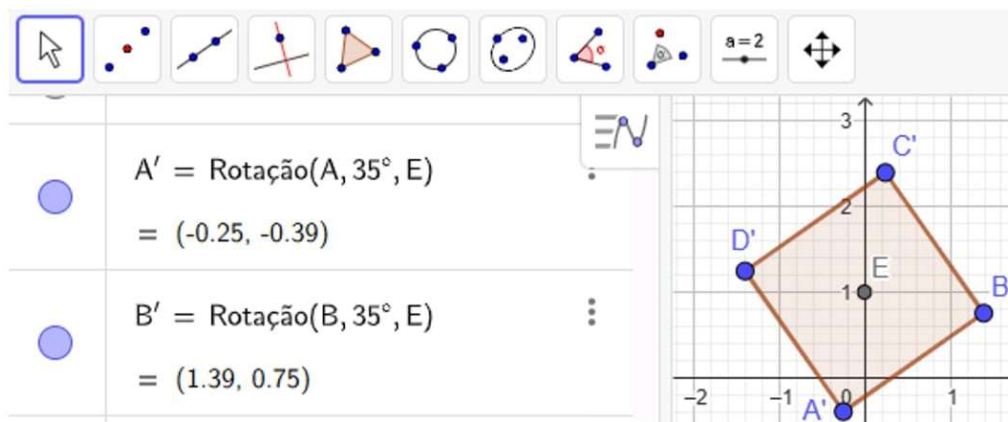 α
α
a=2
A′ = Rotação(A, 35°, E)
= (-0.25, -0.39)
B′ = Rotação(B, 35°, E)
= (1.39, 0.75)
3
C'
2
D'
E
1
B
-2
-1
0
1
A'